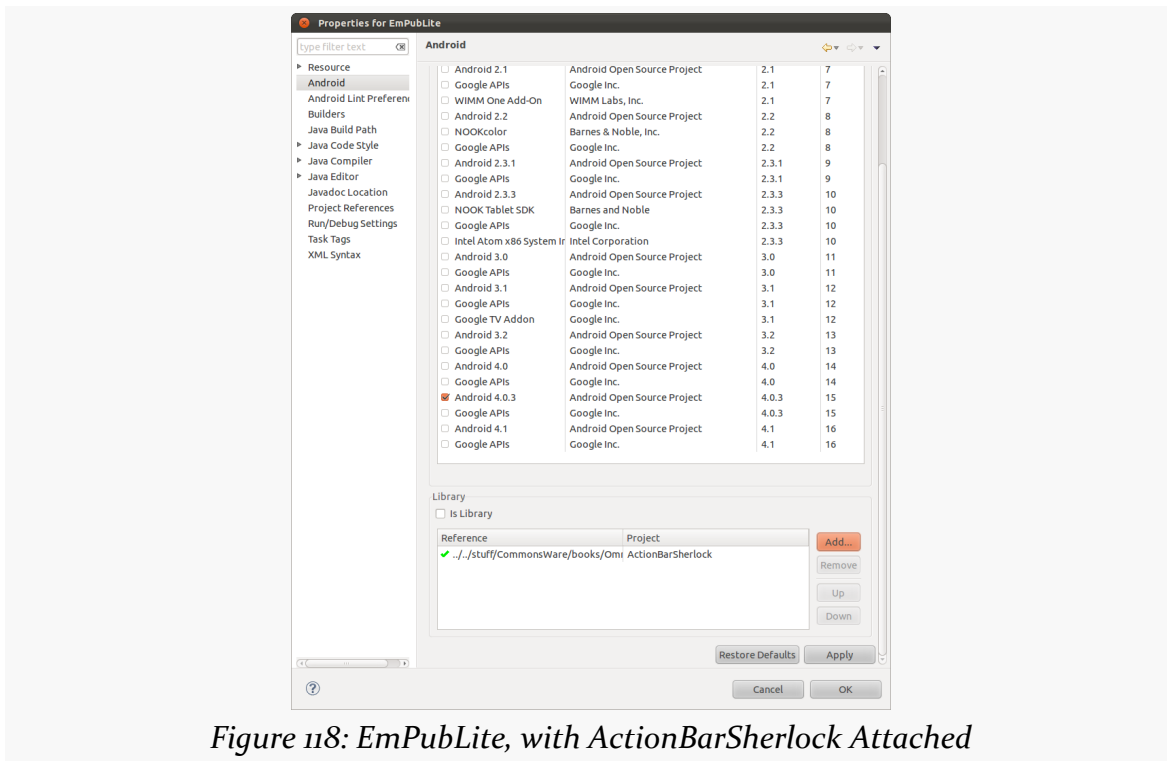 Properties for EmPubLite
type filter text
Android
Resource
Android
Android Lint Preferen
Builders
Java Build Path
Java Code Style
Java Compiler
Java Editor
Javadoc Location
Project References
Run/Debug Settings
Task Tags
XML Syntax
Android 2.1 Android Open Source Project 2.1 7
Google APIs Google Inc. 2.1 7
WIMM One Add-On WIMM Labs, Inc. 2.1 7
Android 2.2 Android Open Source Project 2.2 8
NOOKcolor Barnes & Noble, Inc. 2.2 8
Google APIs Google Inc. 2.2 8
Android 2.3.1 Android Open Source Project 2.3.1 9
Google APIs Google Inc. 2.3.1 9
Android 2.3.3 Android Open Source Project 2.3.3 10
NOOK Tablet SDK Barnes and Noble 2.3.3 10
Google APIs Google Inc. 2.3.3 10
Intel Atom x86 System Ir Intel Corporation 2.3.3 10
Android 3.0 Android Open Source Project 3.0 11
Google APIs Google Inc. 3.0 11
Android 3.1 Android Open Source Project 3.1 12
Google APIs Google Inc. 3.1 12
Google TV Addon Google Inc. 3.1 12
Android 3.2 Android Open Source Project 3.2 13
Google APIs Google Inc. 3.2 13
Android 4.0 Android Open Source Project 4.0 14
Google APIs Google Inc. 4.0 14
Android 4.0.3 Android Open Source Project 4.0.3 15
Google APIs Google Inc. 4.0.3 15
Android 4.1 Android Open Source Project 4.1 16
Google APIs Google Inc. 4.1 16
Library
Is Library
Reference Project
../../stuff/CommonsWare/books/Om ActionBarSherlock
Add...
Remove
Up
Down
Restore Defaults Apply
Cancel OK
Figure 118: EmPubLite, with ActionBarSherlock Attached